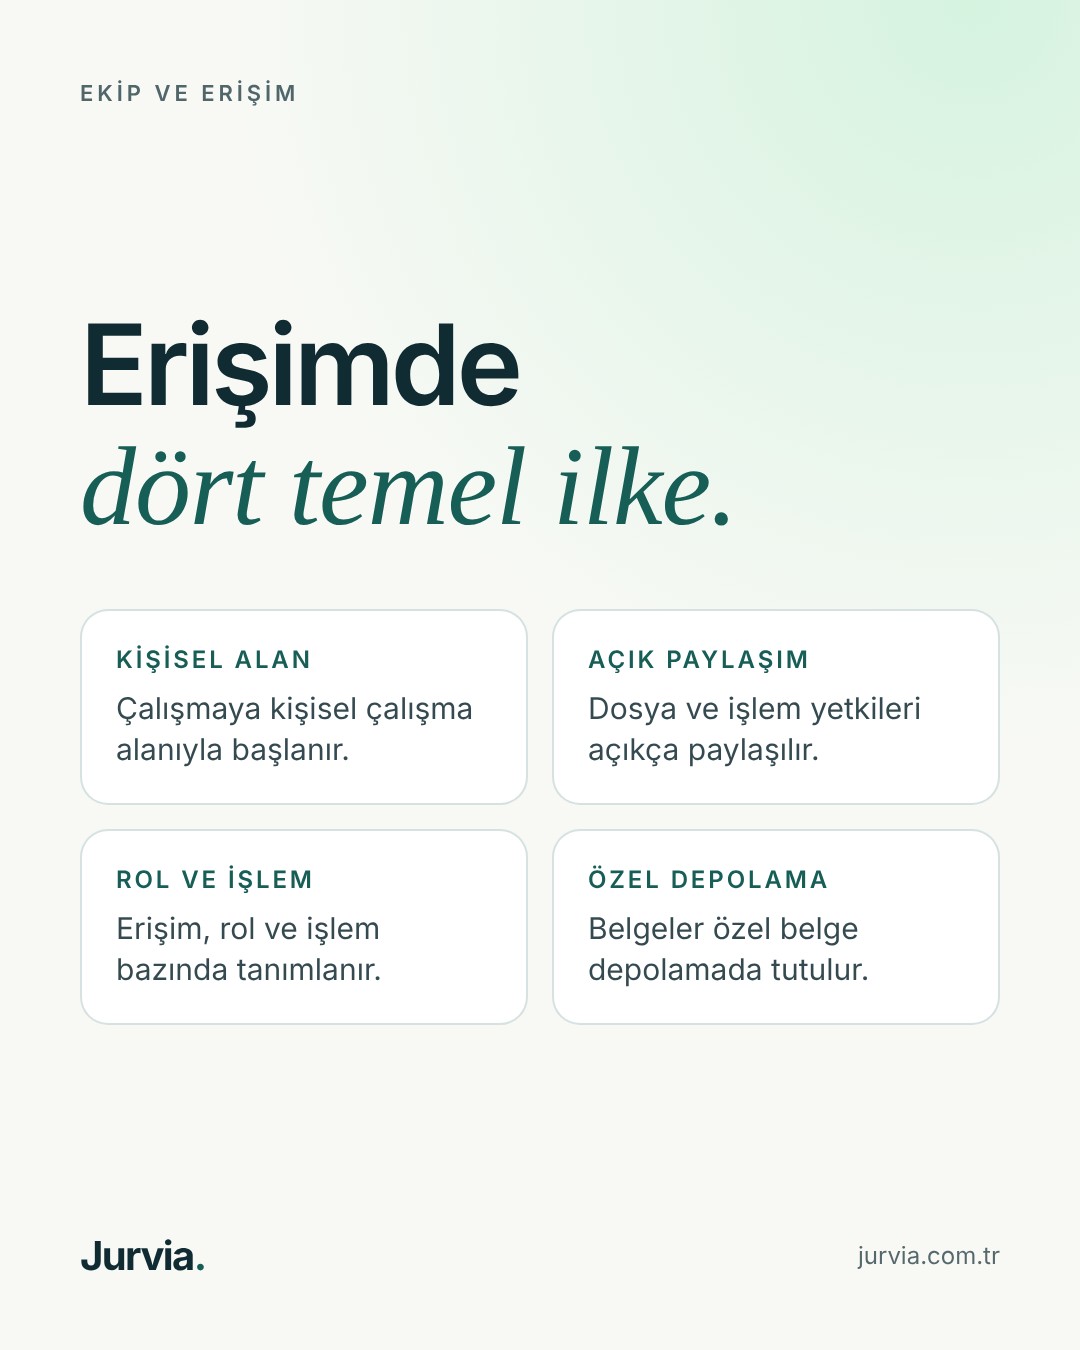 EKİP VE ERİŞİM
Erişimde
dört temel ilke.
KİŞİSEL ALAN
Çalışmaya kişisel çalışma
alanıyla başlanır.
AÇIK PAYLAŞIM
Dosya ve işlem yetkileri
açıkça paylaşılır.
ROL VE İŞLEM
Erişim, rol ve işlem
bazında tanımlanır.
ÖZEL DEPOLAMA
Belgeler özel belge
depolamada tutulur.
Jurvia.
jurvia.com.tr